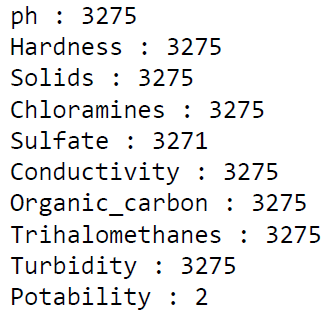 ph : 3275
Hardness : 3275
Solids : 3275
Chloramines : 3275
Sulfate : 3271
Conductivity : 3275
Organic_carbon : 3275
Trihalomethanes : 3275
Turbidity : 3275
Potability : 2